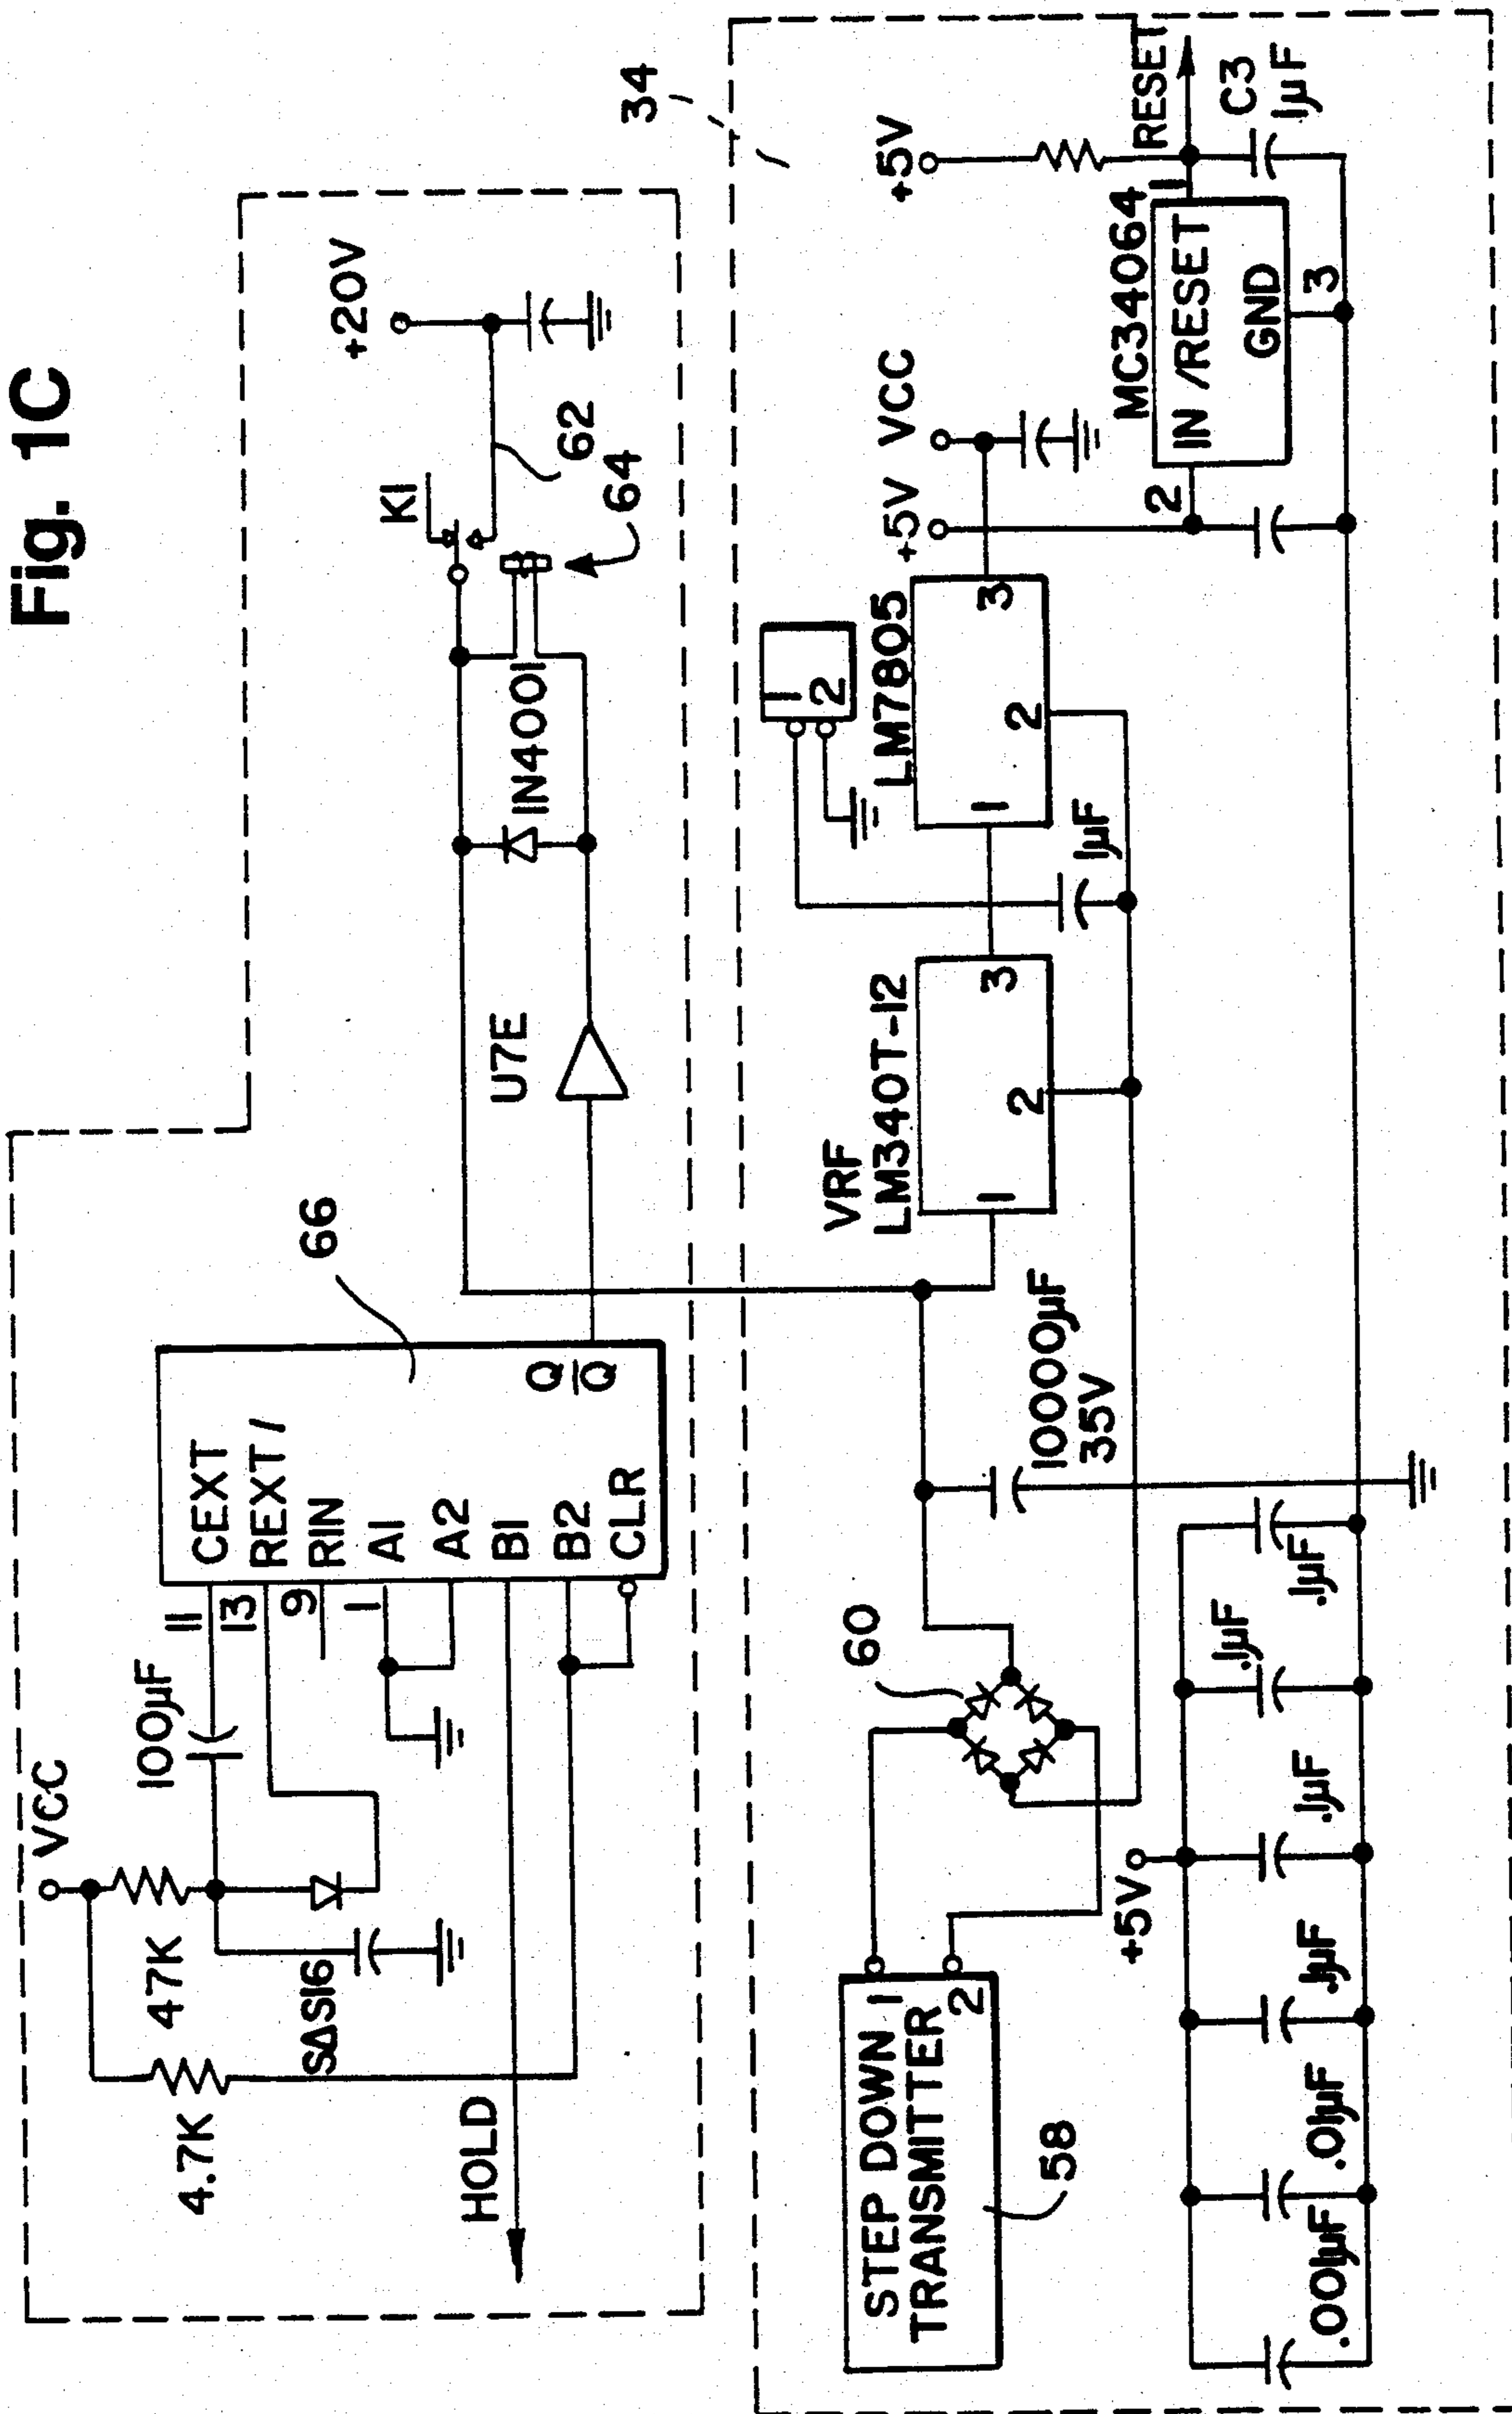 Fig. 1C
VCC
47K
4.7K
100µF
SΔS16
HOLD
11
13
9
1
CEXT
REXT/
RIN
A1
A2
B1
B2
CLR
Q
Q̅
66
U7E
1N4001
K1
+20V
62
64
34
STEP DOWN 1
TRANSMITTER
2
58
60
10000µF
35V
VRF
LM340T-12
1
2
3
1µF
1
2
LM7805
1
2
3
+5V
VCC
MC34064
2
IN /RESET
GND
1
3
+5V
RESET
C3
1µF
+5V
.001µF
.01µF
.1µF
.1µF
.1µF
.1µF